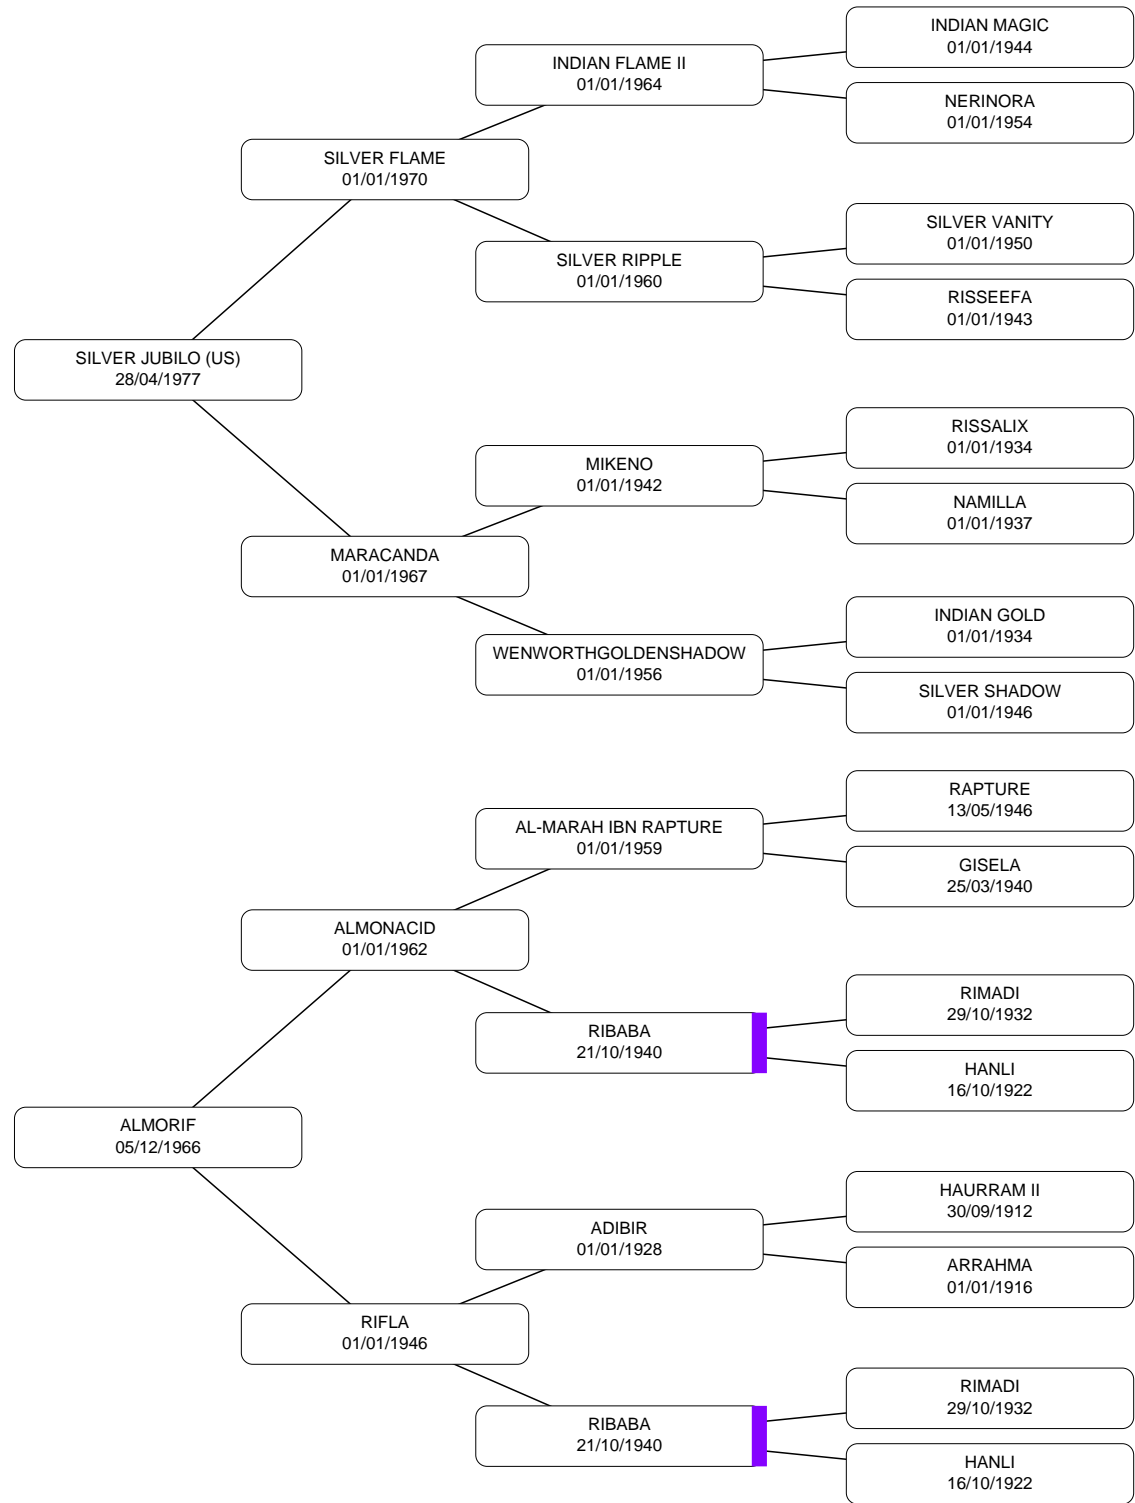 INDIAN MAGIC
01/01/1944
INDIAN FLAME II
01/01/1964
NERINORA
01/01/1954
SILVER FLAME
01/01/1970
SILVER VANITY
01/01/1950
SILVER RIPPLE
01/01/1960
RISSEEFA
01/01/1943
SILVER JUBILO (US)
28/04/1977
RISSALIX
01/01/1934
MIKENO
01/01/1942
NAMILLA
01/01/1937
MARACANDA
01/01/1967
INDIAN GOLD
01/01/1934
WENWORTHGOLDENSHADOW
01/01/1956
SILVER SHADOW
01/01/1946
RAPTURE
13/05/1946
AL-MARAH IBN RAPTURE
01/01/1959
GISELA
25/03/1940
ALMONACID
01/01/1962
RIMADI
29/10/1932
RIBABA
21/10/1940
HANLI
16/10/1922
ALMORIF
05/12/1966
HAURRAM II
30/09/1912
ADIBIR
01/01/1928
ARRAHMA
01/01/1916
RIFLA
01/01/1946
RIMADI
29/10/1932
RIBABA
21/10/1940
HANLI
16/10/1922